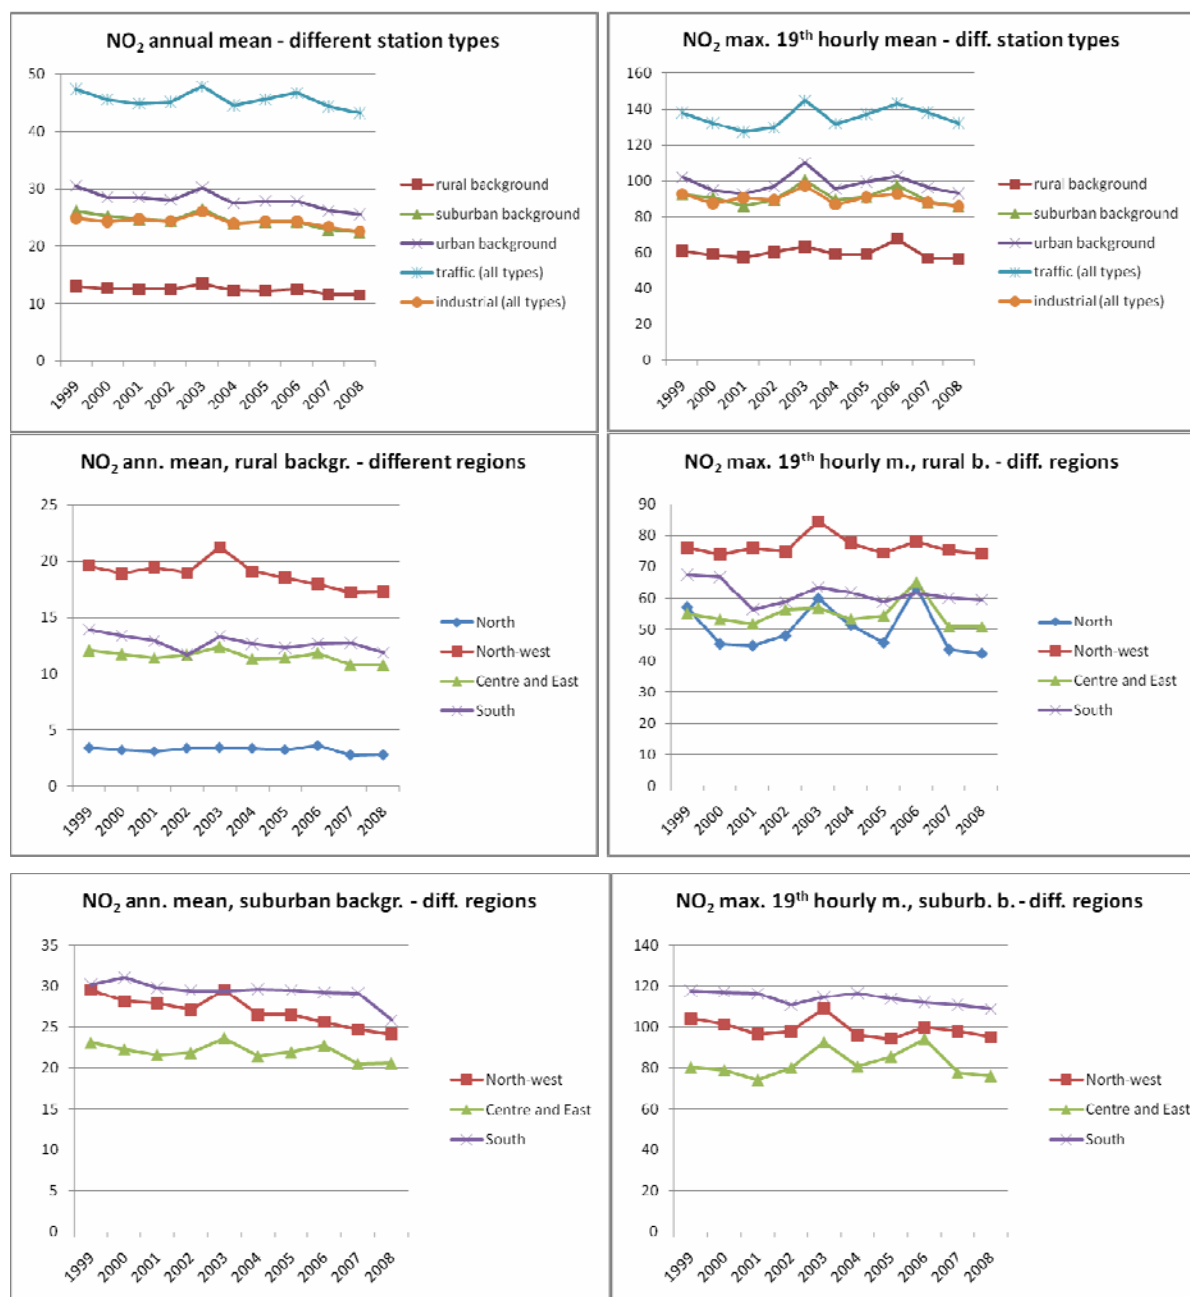 NO₂ annual mean - different station types
50
40
30
20
10
0
1999 2000 2001 2002 2003 2004 2005 2006 2007 2008
rural background
suburban background
urban background
traffic (all types)
industrial (all types)
NO₂ max. 19th hourly mean - diff. station types
160
140
120
100
80
60
40
20
0
1999 2000 2001 2002 2003 2004 2005 2006 2007 2008
rural background
suburban background
urban background
traffic (all types)
industrial (all types)
NO₂ ann. mean, rural backgr. - different regions
25
20
15
10
5
0
1999 2000 2001 2002 2003 2004 2005 2006 2007 2008
North
North-west
Centre and East
South
NO₂ max. 19th hourly m., rural b. - diff. regions
90
80
70
60
50
40
30
20
10
0
1999 2000 2001 2002 2003 2004 2005 2006 2007 2008
North
North-west
Centre and East
South
NO₂ ann. mean, suburban backgr. - diff. regions
35
30
25
20
15
10
5
0
1999 2000 2001 2002 2003 2004 2005 2006 2007 2008
North-west
Centre and East
South
NO₂ max. 19th hourly m., suburb. b. - diff. regions
140
120
100
80
60
40
20
0
1999 2000 2001 2002 2003 2004 2005 2006 2007 2008
North-west
Centre and East
South